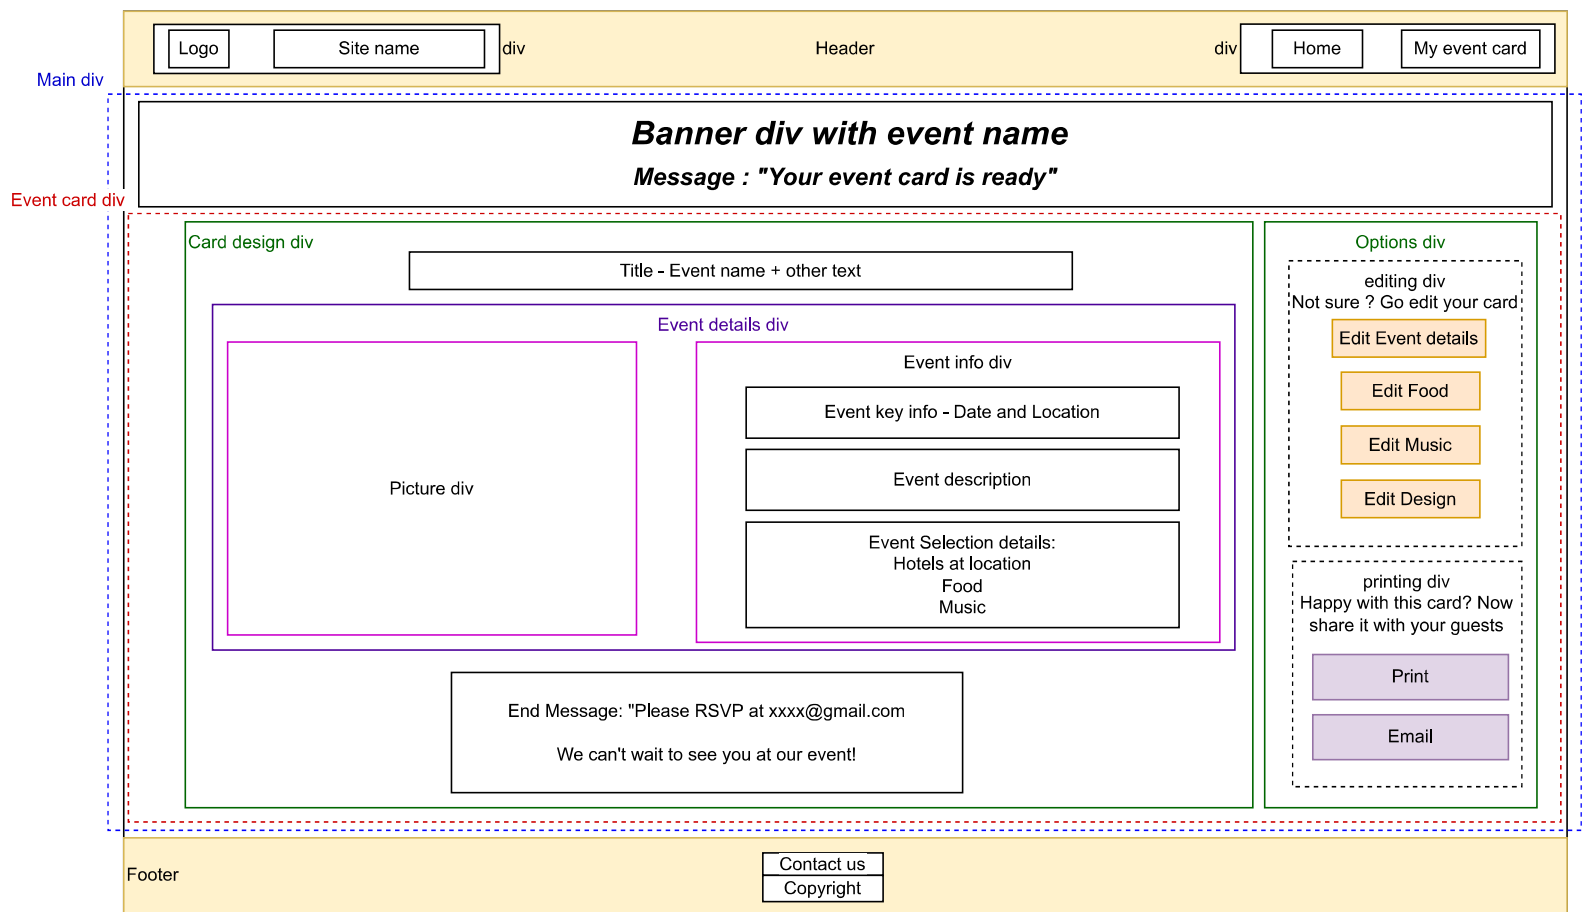 Logo
Site name
div
Header
div
Home
My event card
Main div
Banner div with event name
Message : "Your event card is ready"
Event card div
Card design div
Title - Event name + other text
Event details div
Picture div
Event info div
Event key info - Date and Location
Event description
Event Selection details:
Hotels at location
Food
Music
End Message: "Please RSVP at xxxx@gmail.com
We can't wait to see you at our event!
Options div
editing div
Not sure ? Go edit your card
Edit Event details
Edit Food
Edit Music
Edit Design
printing div
Happy with this card? Now
share it with your guests
Print
Email
Footer
Contact us
Copyright